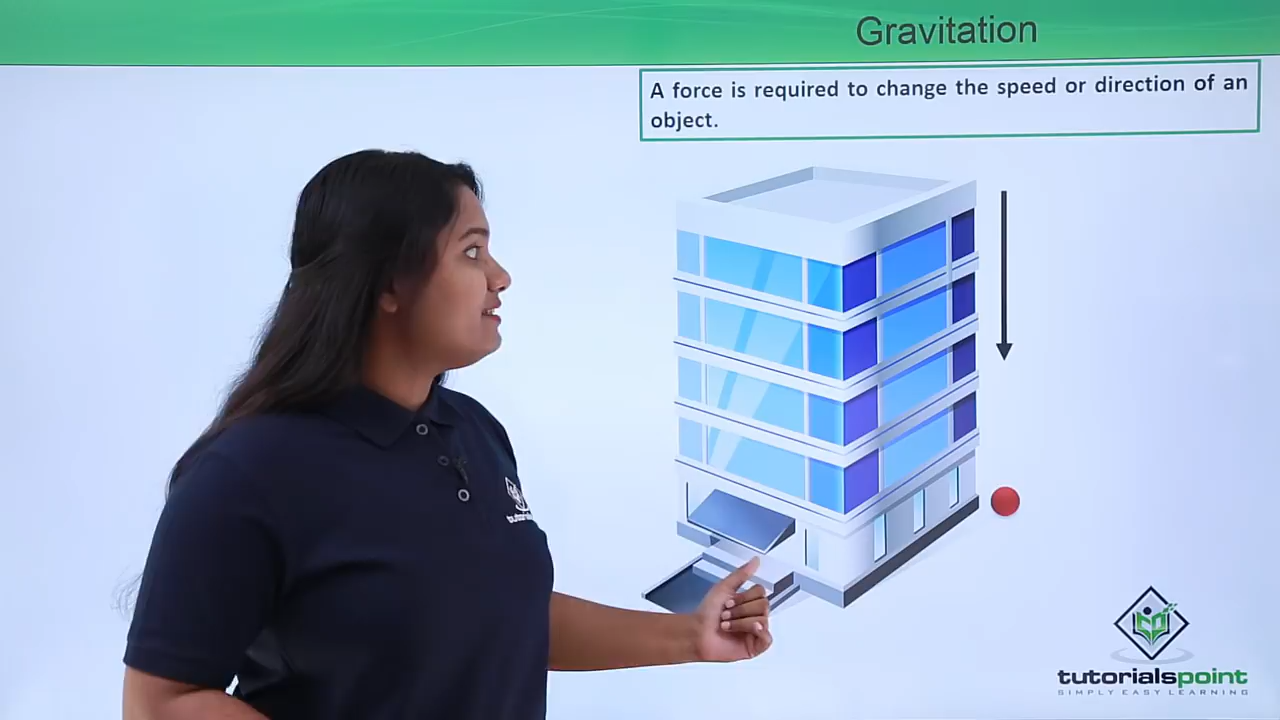 Gravitation
A force is required to change the speed or direction of an
object.
tutorialspoint
SIMPLY EASY LEARNING